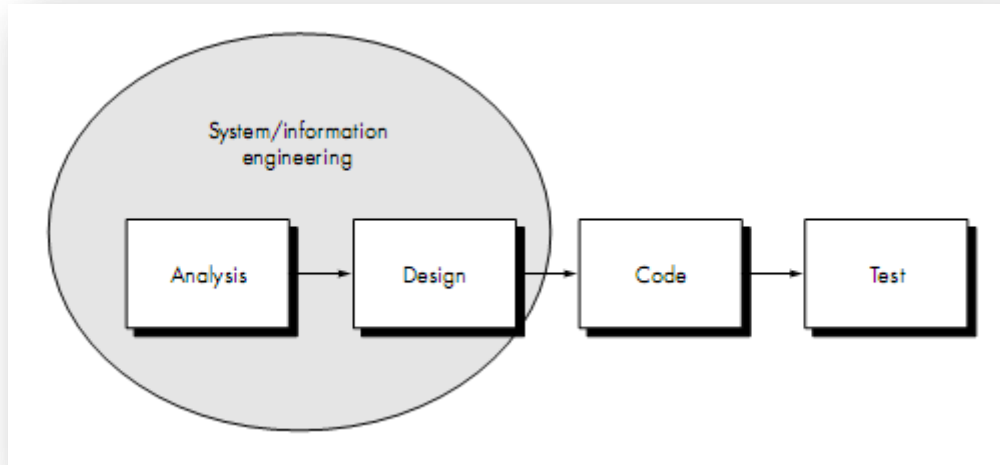 System/information
engineering
Analysis
Design
Code
Test